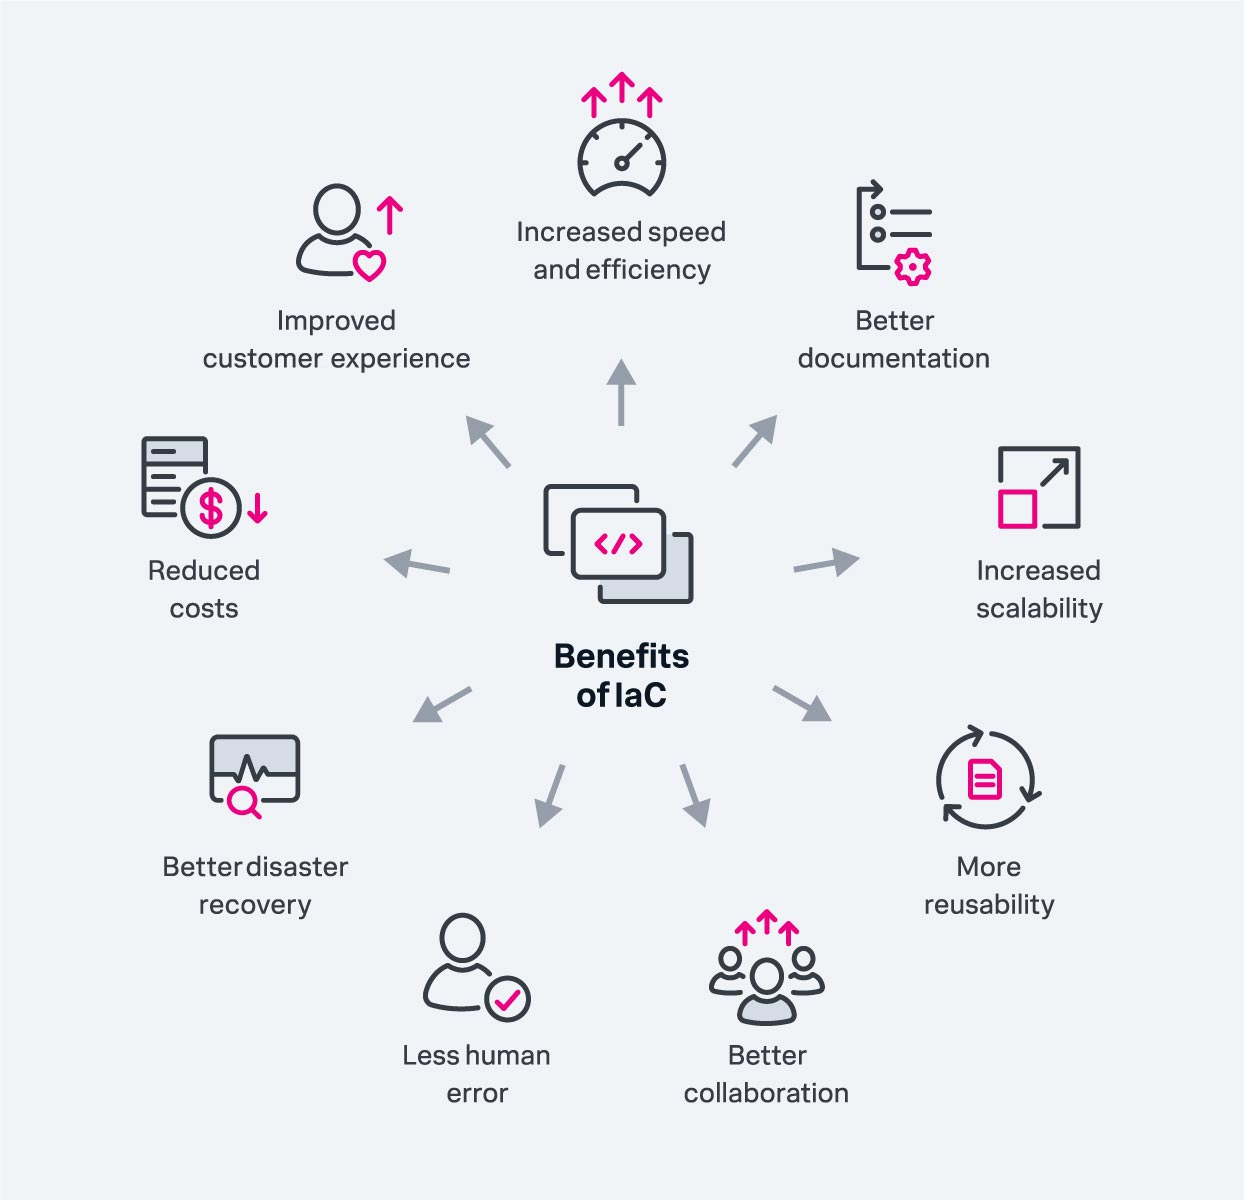 Increased speed
and efficiency
Better
documentation
Increased
scalability
More
reusability
Better
collaboration
Less human
error
Better disaster
recovery
Reduced
costs
$
Improved
customer experience
</>
Benefits
of IaC